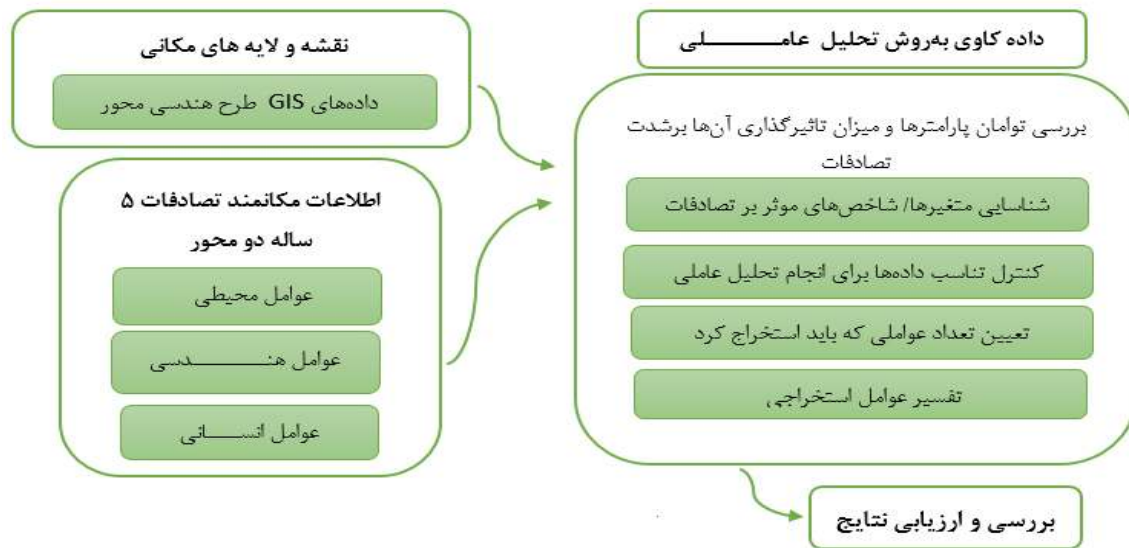 نقشه و لایه های مکانی
داده‌های GIS طرح هندسی محور
اطلاعات مکانمند تصادفات ۵
ساله دو محور
عوامل محیطی
عوامل هنـــــــــدسی
عوامل انســـــانی
داده کاوی به‌روش تحلیل عامـــــــــلی
بررسی توامان پارامترها و میزان تاثیرگذاری آن‌ها برشدت
تصادفات
شناسایی متغیرها/ شاخص‌های موثر بر تصادفات
کنترل تناسب داده‌ها برای انجام تحلیل عاملی
تعیین تعداد عواملی که باید استخراج کرد
تفسیر عوامل استخراجی
بررسی و ارزیابی نتایج